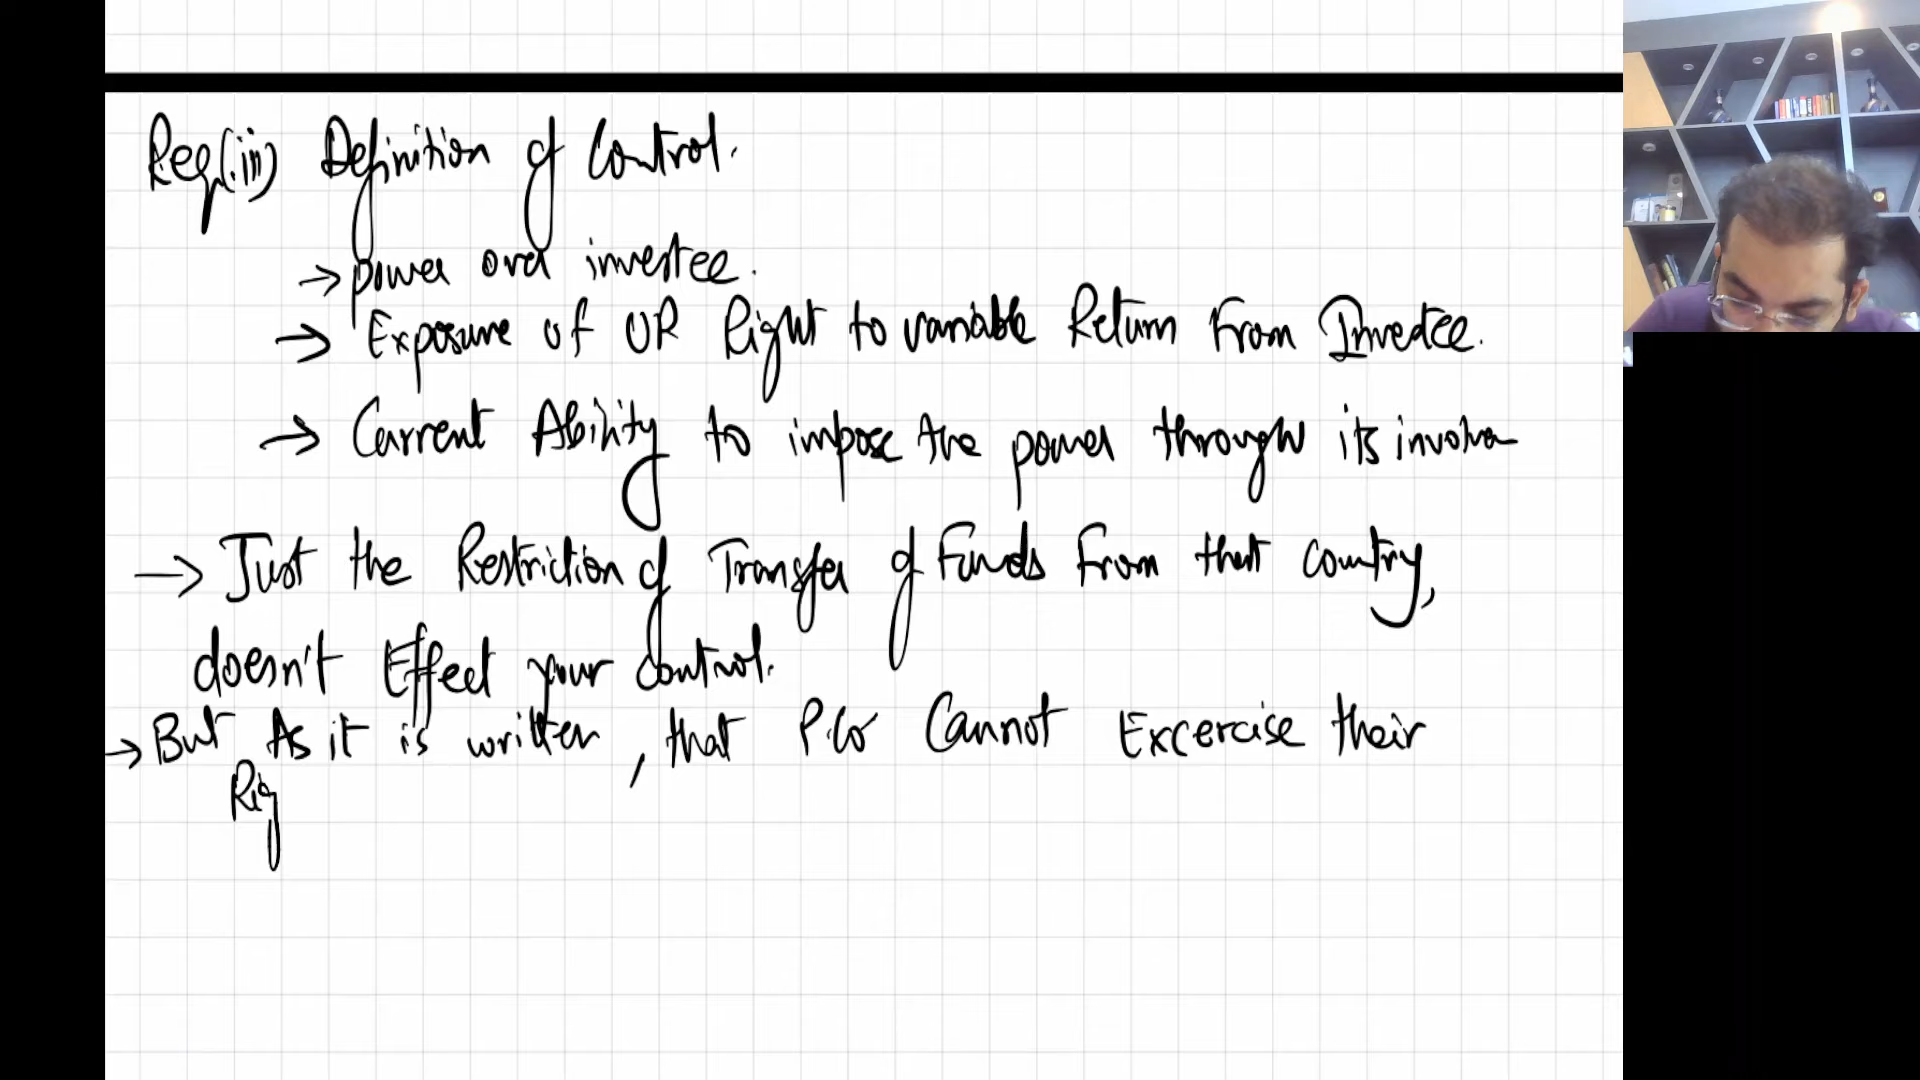 Req(iii) Definition of Control.
→ power over investee.
→ Exposure of OR Right to variable Return From Investee.
→ Current Ability to impose the power through its involve
→ Just the Restriction of Transfer of Funds From that country,
doesn't Effect your control.
→ But As it is written, that P.Co Cannot Excercise their
Rig